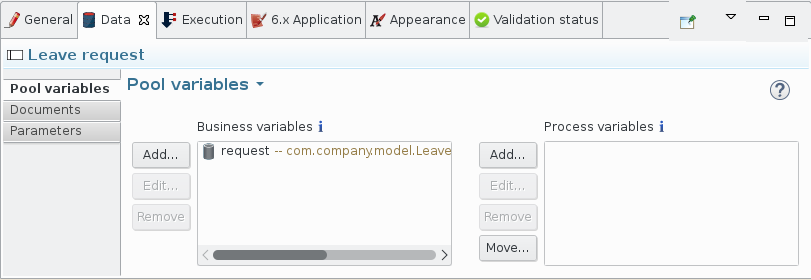 General Data Execution 6.x Application Appearance Validation status
Leave request
Pool variables
Documents
Parameters
Pool variables
?
Business variables i
Add...
Edit...
Remove
request -- com.company.model.Leave
Process variables i
Add...
Edit...
Remove
Move...